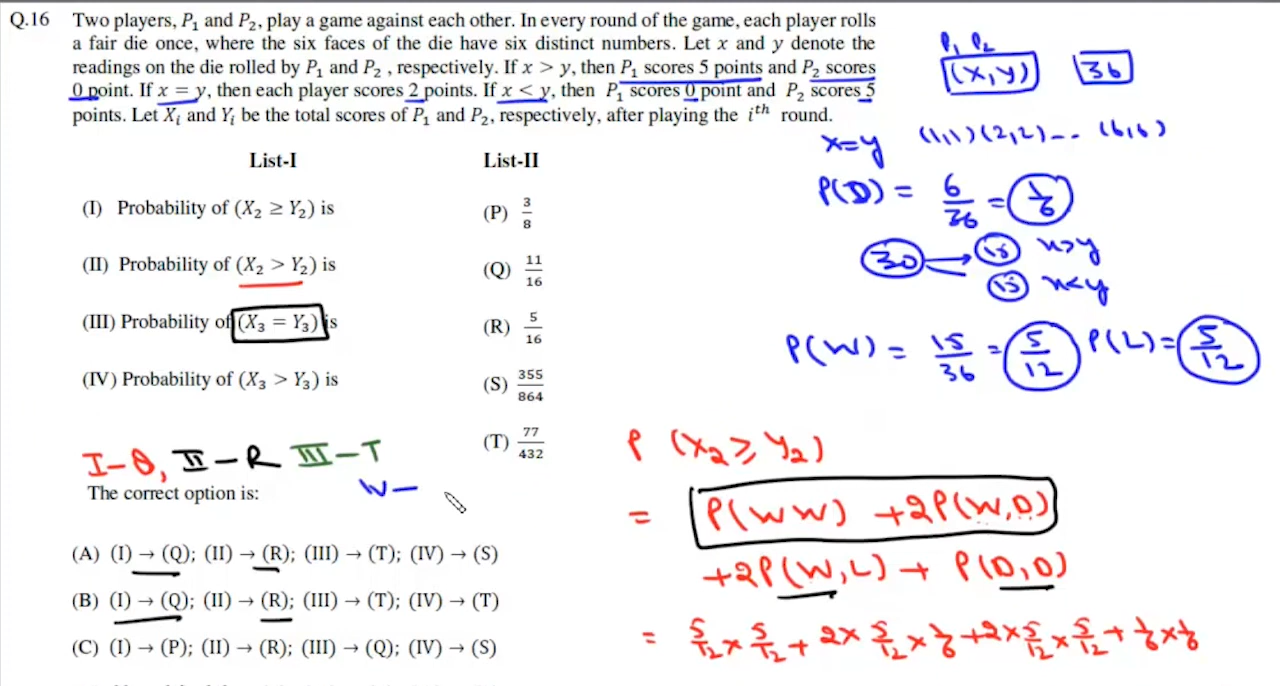 Q.16 Two players, P₁ and P₂, play a game against each other. In every round of the game, each player rolls
a fair die once, where the six faces of the die have six distinct numbers. Let x and y denote the
readings on the die rolled by P₁ and P₂ , respectively. If x > y, then P₁ scores 5 points and P₂ scores
0 point. If x = y, then each player scores 2 points. If x < y, then P₁ scores 0 point and P₂ scores 5
points. Let Xᵢ and Yᵢ be the total scores of P₁ and P₂, respectively, after playing the iᵗʰ round.
P₁ P₂
(x,y) 36
x=y (1,1)(2,2)-- (6,6)
P(D) = 6/36 = 1/6
30 15 x>y
15 x<y
P(W) = 15/36 = 5/12 P(L) = 5/12
List-I List-II
(I) Probability of (X₂ ≥ Y₂) is (P) 3/8
(II) Probability of (X₂ > Y₂) is (Q) 11/16
(III) Probability of (X₃ = Y₃) is (R) 5/16
(IV) Probability of (X₃ > Y₃) is (S) 355/864
(T) 77/432
I-Q, II-R III-T
IV-
The correct option is:
(A) (I) → (Q); (II) → (R); (III) → (T); (IV) → (S)
(B) (I) → (Q); (II) → (R); (III) → (T); (IV) → (T)
(C) (I) → (P); (II) → (R); (III) → (Q); (IV) → (S)
P (X₂ ≥ Y₂)
= P(WW) +2P(W,D)
+2P(W,L) + P(D,D)
= 5/12 × 5/12 + 2× 5/12 × 1/6 +2× 5/12 × 5/12 + 1/6 × 1/6